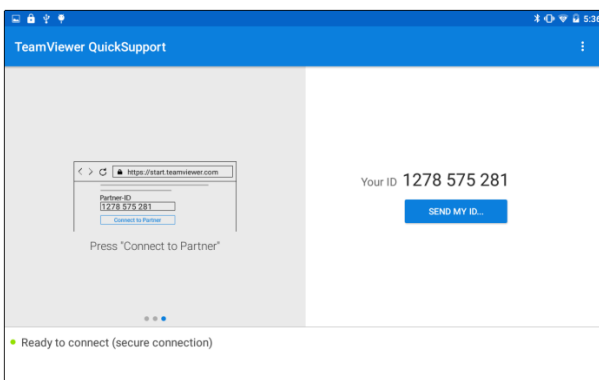 5:36
TeamViewer QuickSupport
https://start.teamviewer.com
Partner-ID
1278 575 281
Connect to Partner
Press "Connect to Partner"
Your ID 1278 575 281
SEND MY ID...
Ready to connect (secure connection)